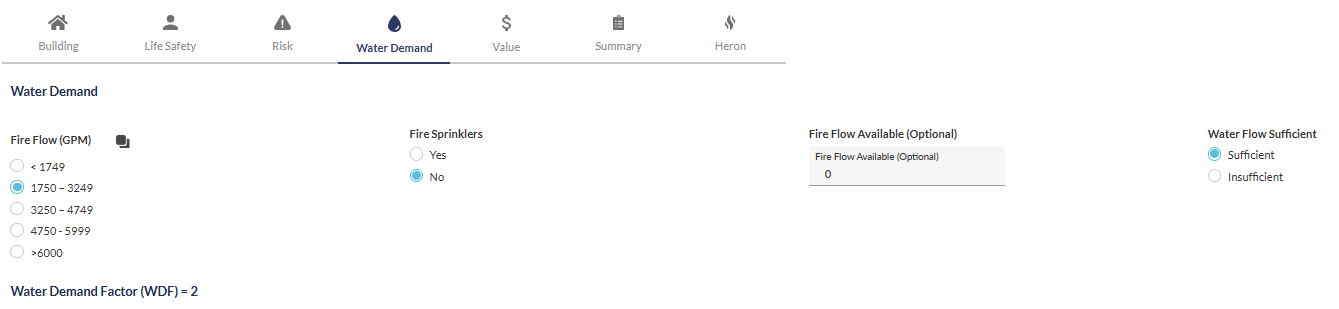 Building
Life Safety
Risk
Water Demand
Value
Summary
Heron
Water Demand
Fire Flow (GPM)
< 1749
1750 – 3249
3250 – 4749
4750 - 5999
>6000
Fire Sprinklers
Yes
No
Fire Flow Available (Optional)
Fire Flow Available (Optional)
0
Water Flow Sufficient
Sufficient
Insufficient
Water Demand Factor (WDF) = 2